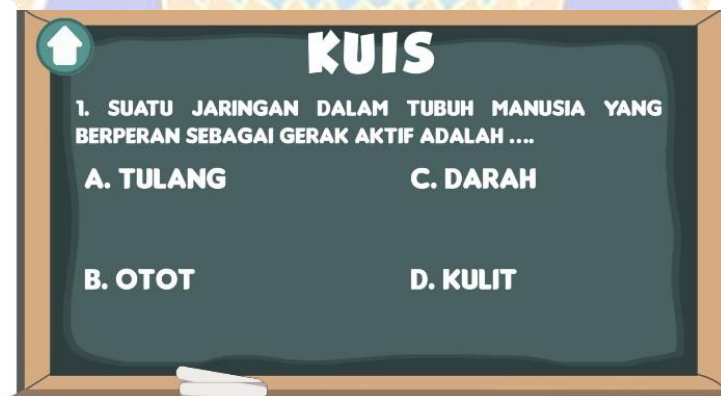 KUIS
1. SUATU JARINGAN DALAM TUBUH MANUSIA YANG
BERPERAN SEBAGAI GERAK AKTIF ADALAH ....
A. TULANG
C. DARAH
B. OTOT
D. KULIT